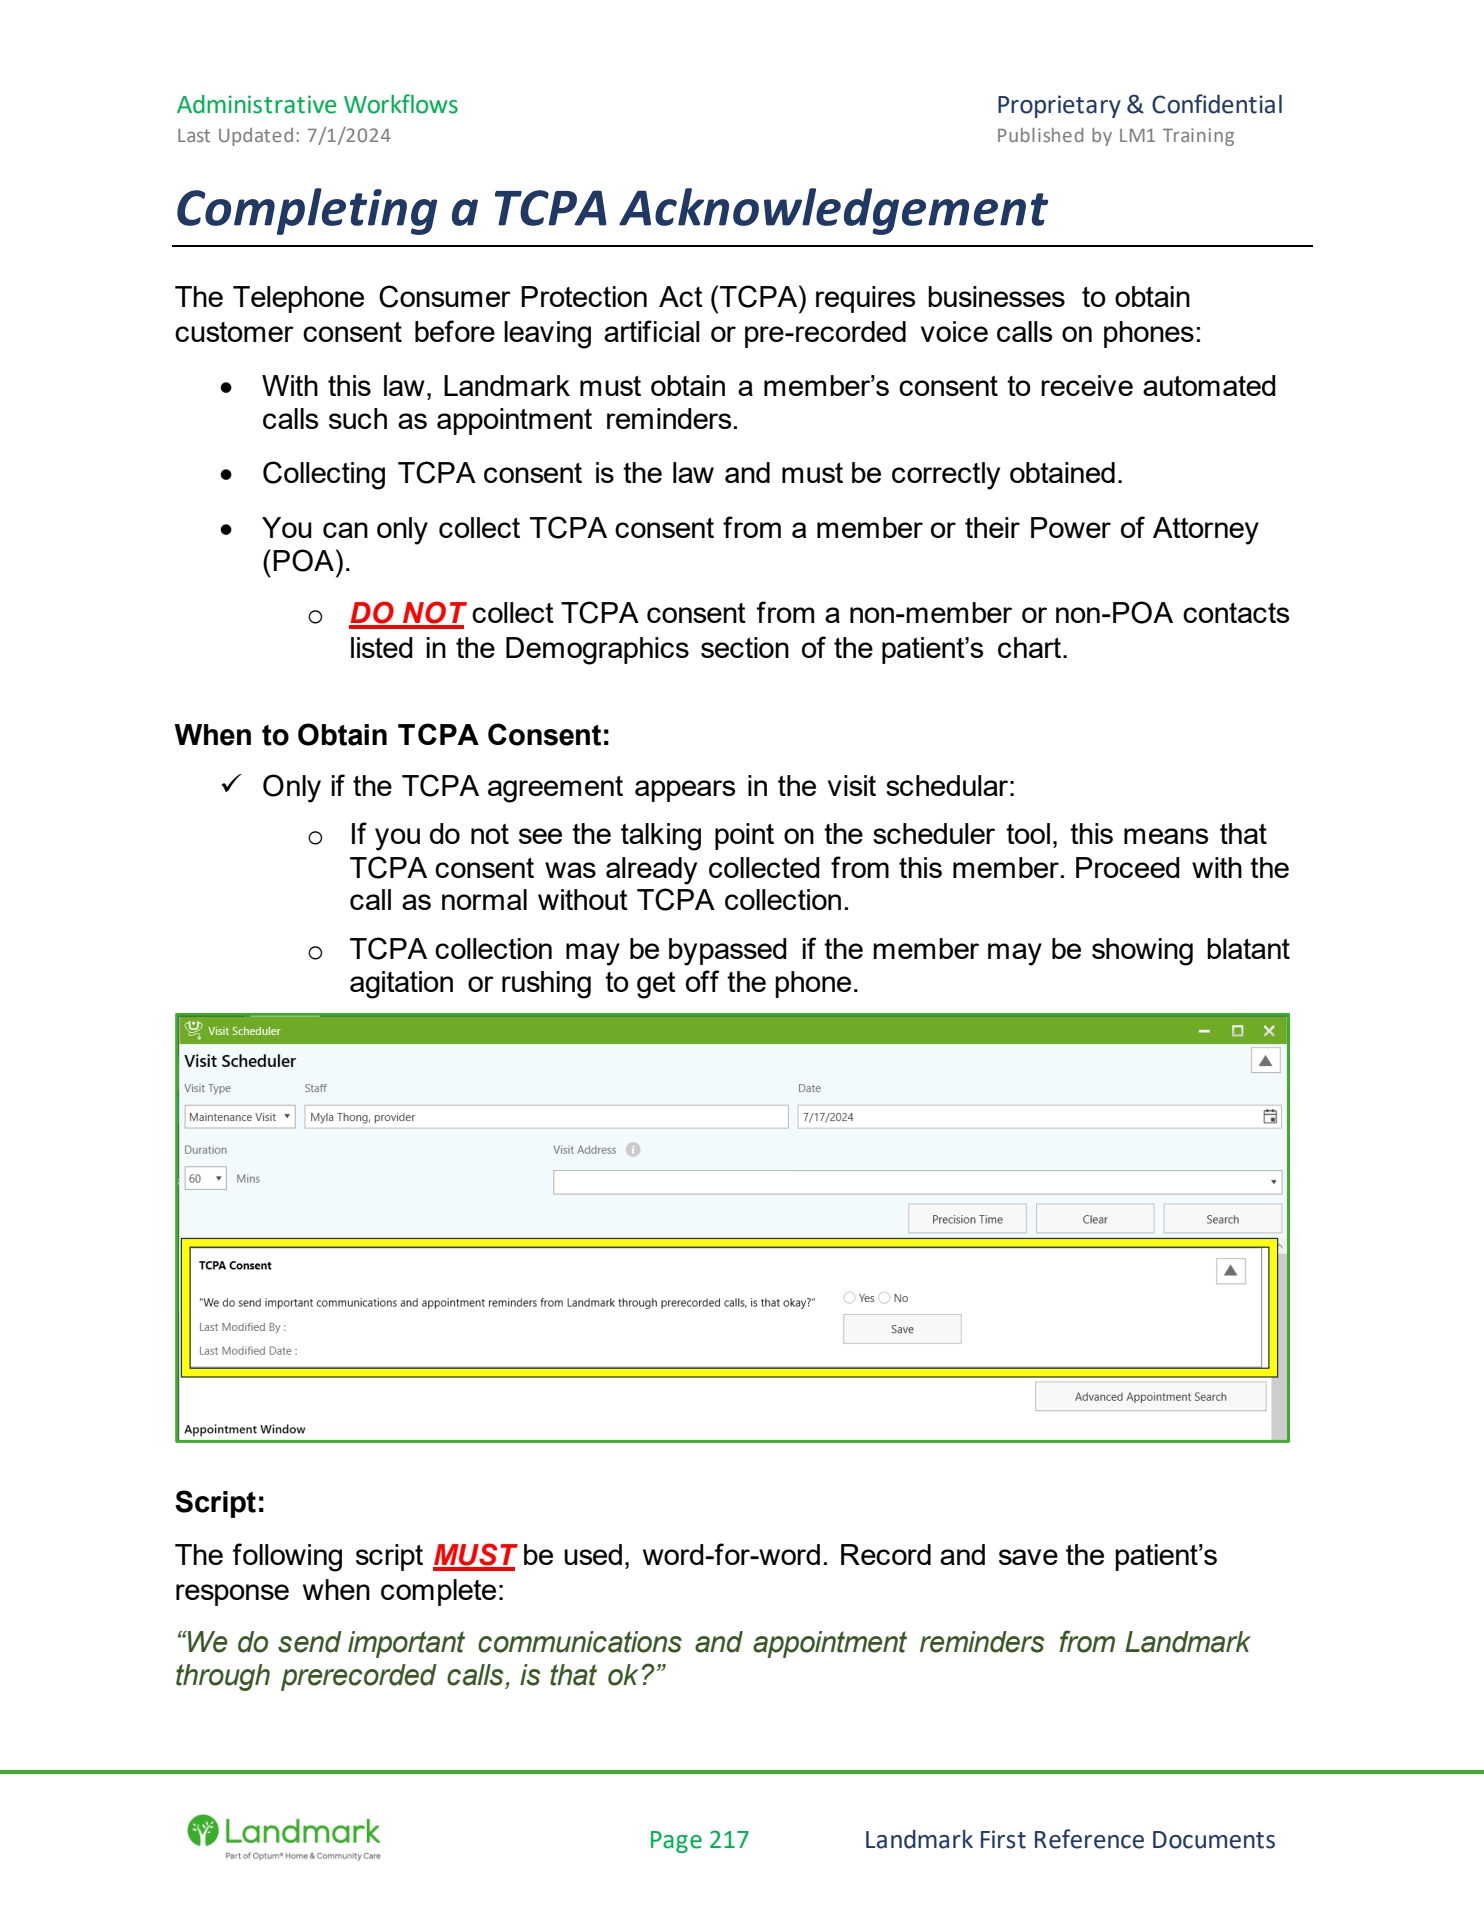 Administrative Workflows
Proprietary & Confidential
Last Updated: 7/1/2024
Published by LM1 Training
Completing a TCPA Acknowledgement
The Telephone Consumer Protection Act (TCPA) requires businesses to obtain
customer consent before leaving artificial or pre-recorded voice calls on phones:
• With this law, Landmark must obtain a member’s consent to receive automated
calls such as appointment reminders.
• Collecting TCPA consent is the law and must be correctly obtained.
• You can only collect TCPA consent from a member or their Power of Attorney
(POA).
o DO NOT collect TCPA consent from a non-member or non-POA contacts
listed in the Demographics section of the patient’s chart.
When to Obtain TCPA Consent:
✓ Only if the TCPA agreement appears in the visit schedular:
o If you do not see the talking point on the scheduler tool, this means that
TCPA consent was already collected from this member. Proceed with the
call as normal without TCPA collection.
o TCPA collection may be bypassed if the member may be showing blatant
agitation or rushing to get off the phone.
Visit Scheduler
Visit Scheduler
Visit Type Staff Date
Maintenance Visit Myla Thong, provider 7/17/2024
Duration Visit Address i
60 Mins
Precision Time Clear Search
TCPA Consent
"We do send important communications and appointment reminders from Landmark through prerecorded calls, is that okay?" Yes No
Last Modified By : Save
Last Modified Date :
Advanced Appointment Search
Appointment Window
Script:
The following script MUST be used, word-for-word. Record and save the patient’s
response when complete:
“We do send important communications and appointment reminders from Landmark
through prerecorded calls, is that ok?”
Landmark
Part of Optum® Home & Community Care
Page 217
Landmark First Reference Documents